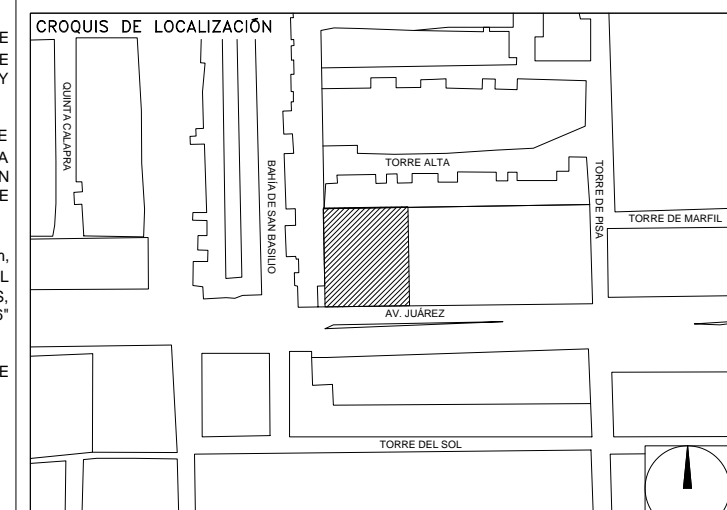 E
E
Y
E
A
N
E
n,
L
S,
6"
E
CROQUIS DE LOCALIZACIÓN
QUINTA CALAPRA
BAHÍA DE SAN BASILIO
TORRE ALTA
TORRE DE PISA
TORRE DE MARFIL
AV. JUÁREZ
TORRE DEL SOL